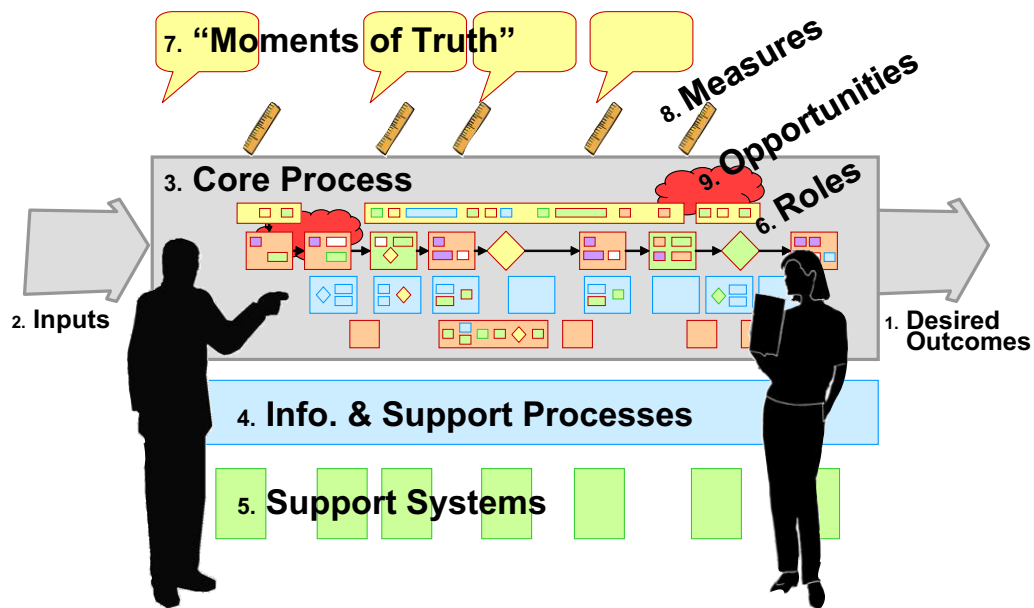 7. “Moments of Truth”
8. Measures
9. Opportunities
3. Core Process
6. Roles
2. Inputs
1. Desired
Outcomes
4. Info. & Support Processes
5. Support Systems